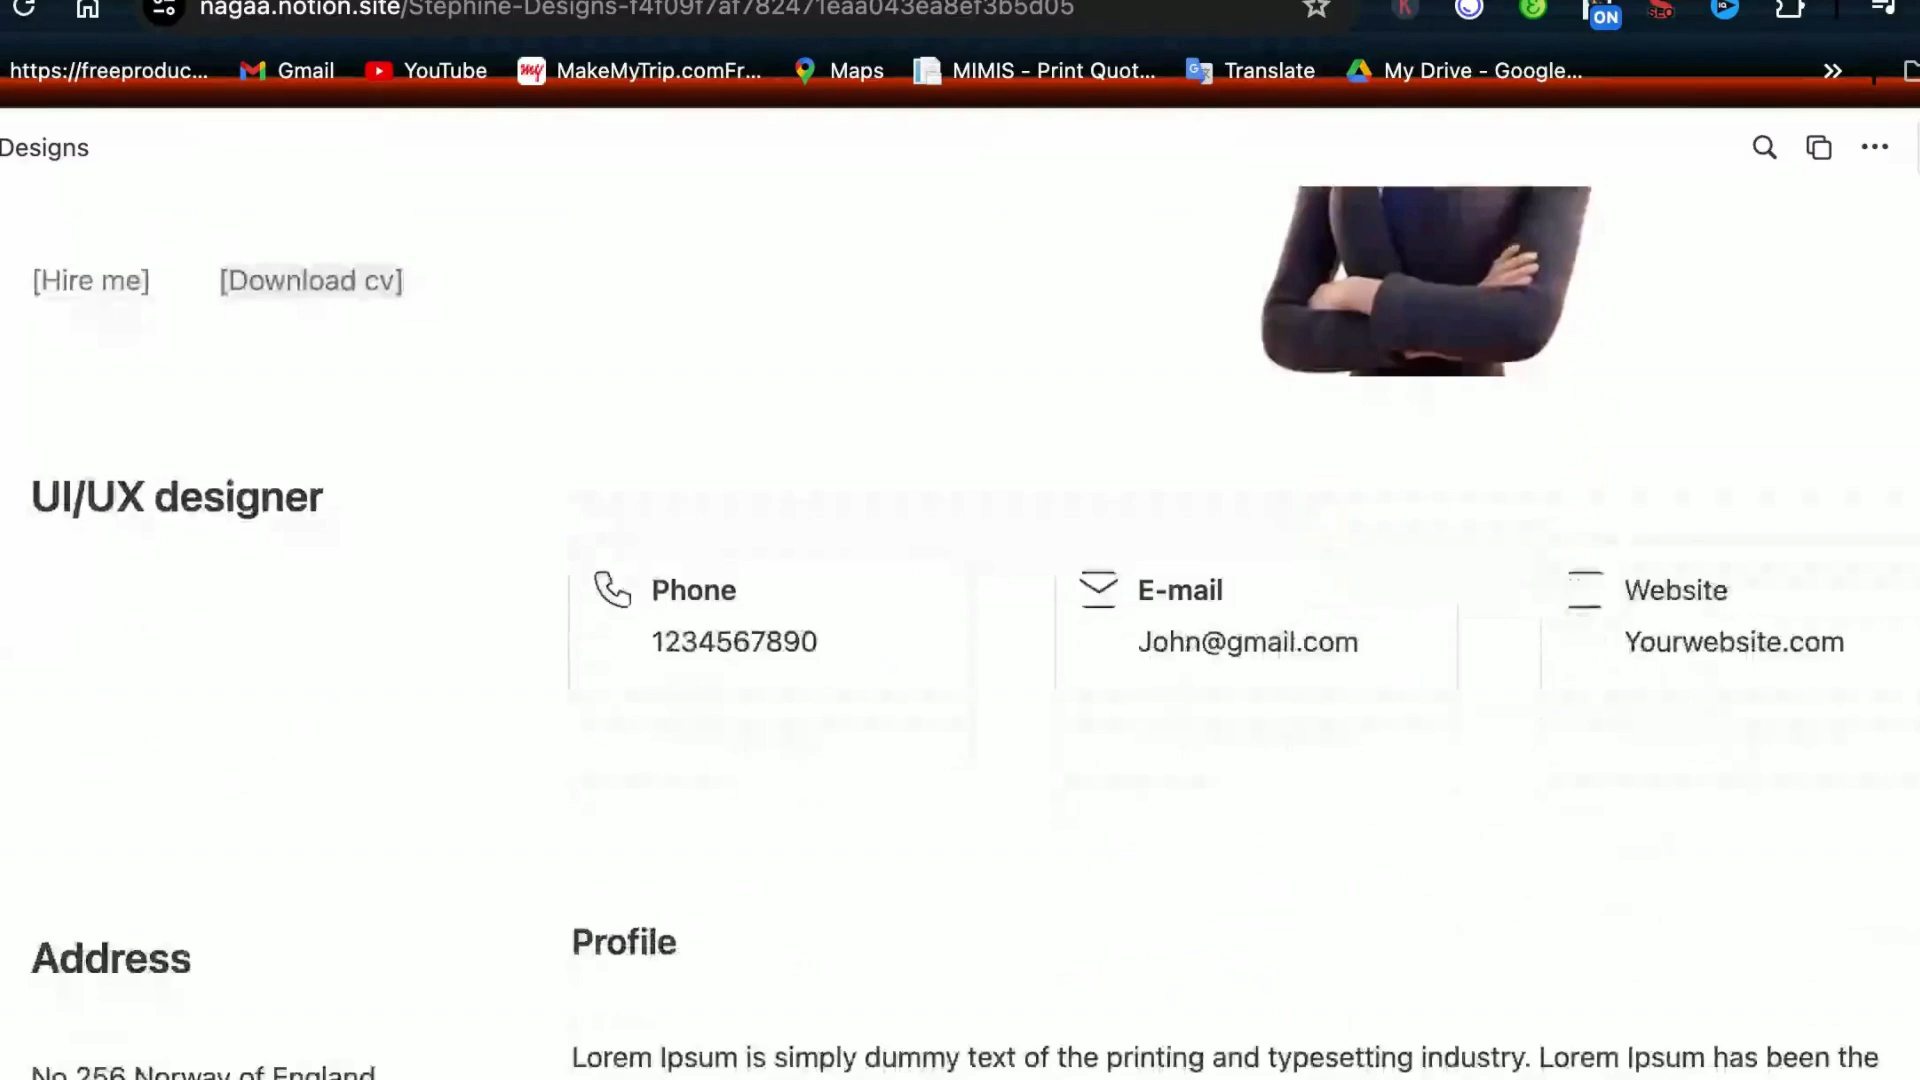 nagaa.notion.site/Stephine-Designs-f4f09f7af782471eaa043ea8ef3b5d05
ON
SEO
https://freeproduc... Gmail YouTube my MakeMyTrip.comFr... Maps MIMIS - Print Quot... Translate My Drive - Google...
Designs
[Hire me] [Download cv]
UI/UX designer
Phone
1234567890
E-mail
John@gmail.com
Website
Yourwebsite.com
Address
No 256 Norway of England
Profile
Lorem Ipsum is simply dummy text of the printing and typesetting industry. Lorem Ipsum has been the